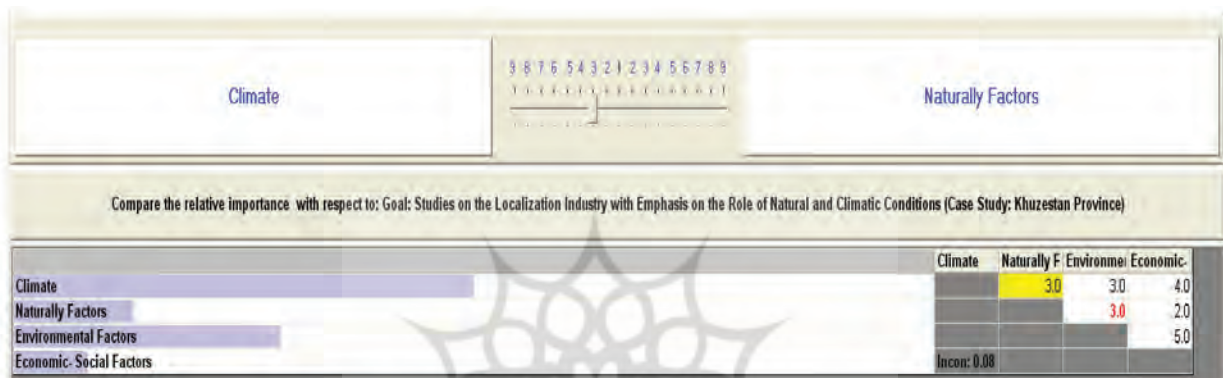 Climate
9 8 7 6 5 4 3 2 1 2 3 4 5 6 7 8 9
Naturally Factors
Compare the relative importance with respect to: Goal: Studies on the Localization Industry with Emphasis on the Role of Natural and Climatic Conditions (Case Study: Khuzestan Province)
Climate Naturally F Environme Economic-
Climate 3.0 3.0 4.0
Naturally Factors 3.0 2.0
Environmental Factors 5.0
Economic- Social Factors Incon: 0.08